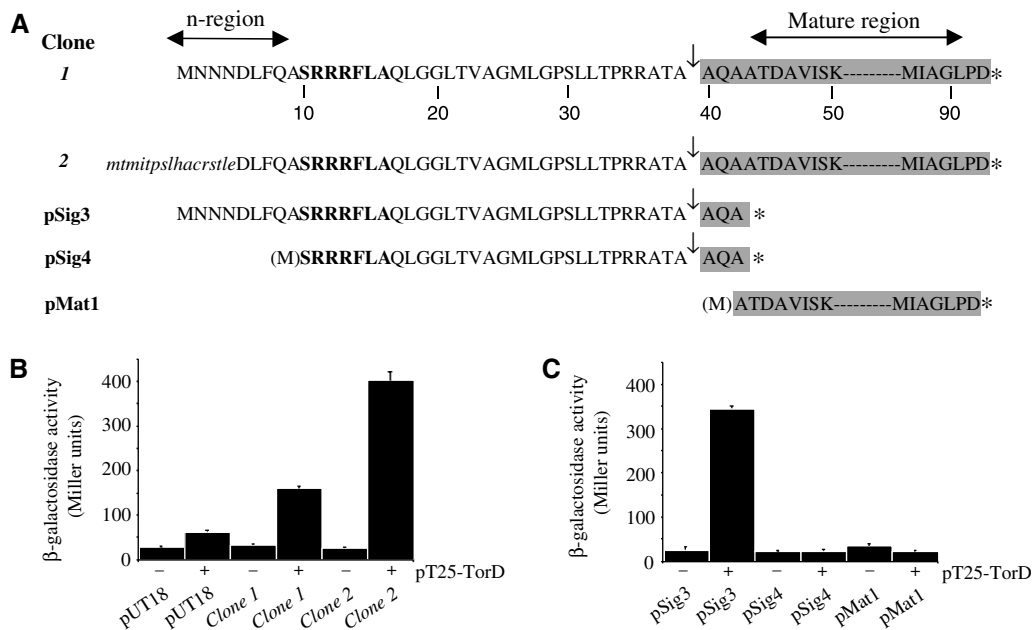 A
n-region
Mature region
Clone
1 MNNNDLFQASRRRFLAQLGGLTVAGMLGPSLLTPRRATA↓AQAATDAVISK---------MIAGLPD*
10 20 30 40 50 90
2 mtmitpslhacrstleDLFQASRRRFLAQLGGLTVAGMLGPSLLTPRRATA↓AQAATDAVISK---------MIAGLPD*
pSig3 MNNNDLFQASRRRFLAQLGGLTVAGMLGPSLLTPRRATA↓AQA *
pSig4 (M)SRRRFLAQLGGLTVAGMLGPSLLTPRRATA↓AQA *
pMat1 (M)ATDAVISK---------MIAGLPD*
B
β-galactosidase activity
(Miller units)
400
300
200
100
0
– + – + – + pT25-TorD
pUT18 pUT18 Clone 1 Clone 1 Clone 2 Clone 2
C
β-galactosidase activity
(Miller units)
400
300
200
100
0
– + – + – + pT25-TorD
pSig3 pSig3 pSig4 pSig4 pMat1 pMat1